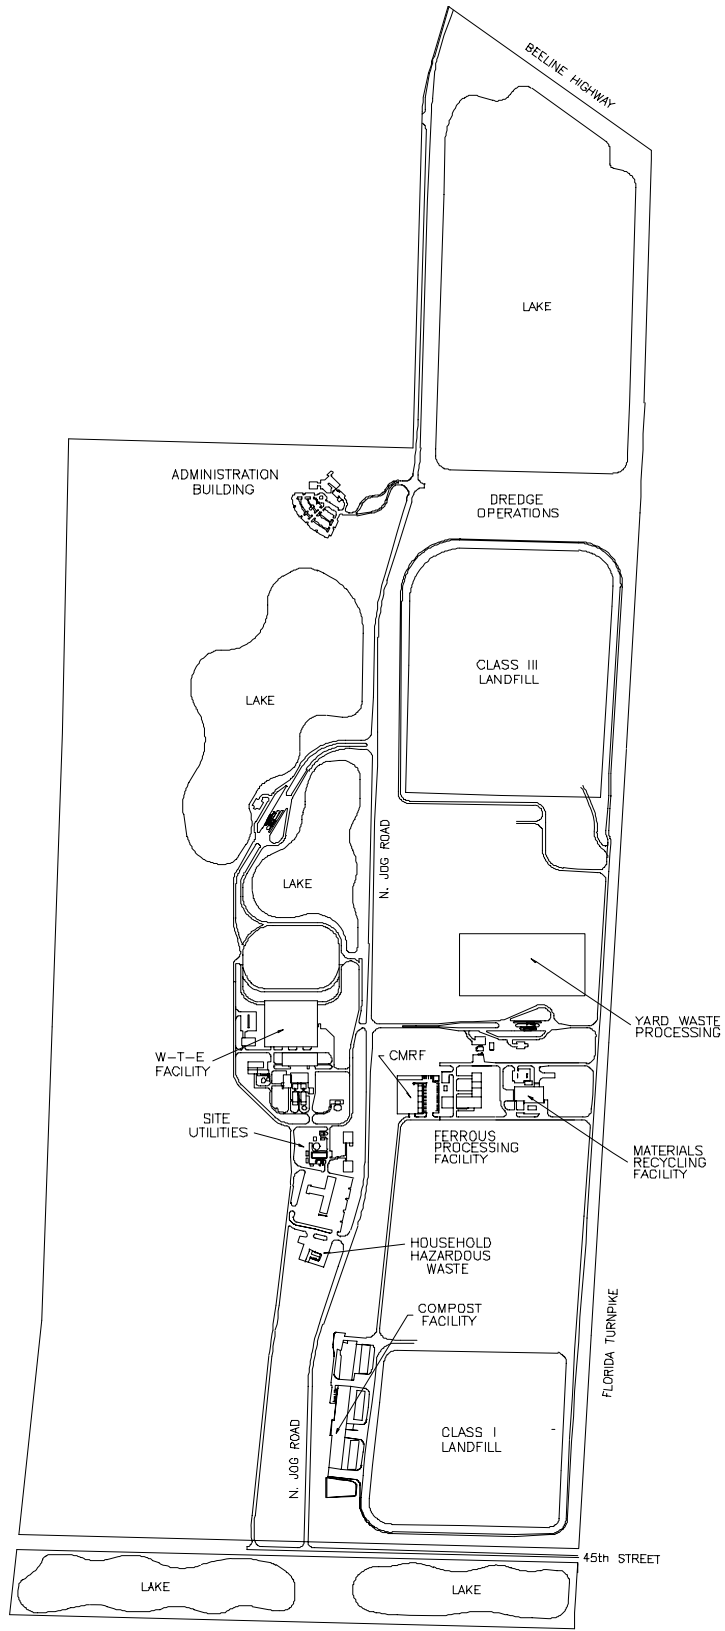 BEELINE HIGHWAY
LAKE
ADMINISTRATION
BUILDING
DREDGE
OPERATIONS
CLASS III
LANDFILL
LAKE
N. JOG ROAD
LAKE
YARD WASTE
PROCESSING
W-T-E
FACILITY
CMRF
SITE
UTILITIES
FERROUS
PROCESSING
FACILITY
MATERIALS
RECYCLING
FACILITY
HOUSEHOLD
HAZARDOUS
WASTE
COMPOST
FACILITY
FLORIDA TURNPIKE
N. JOG ROAD
CLASS I
LANDFILL
45th STREET
LAKE
LAKE